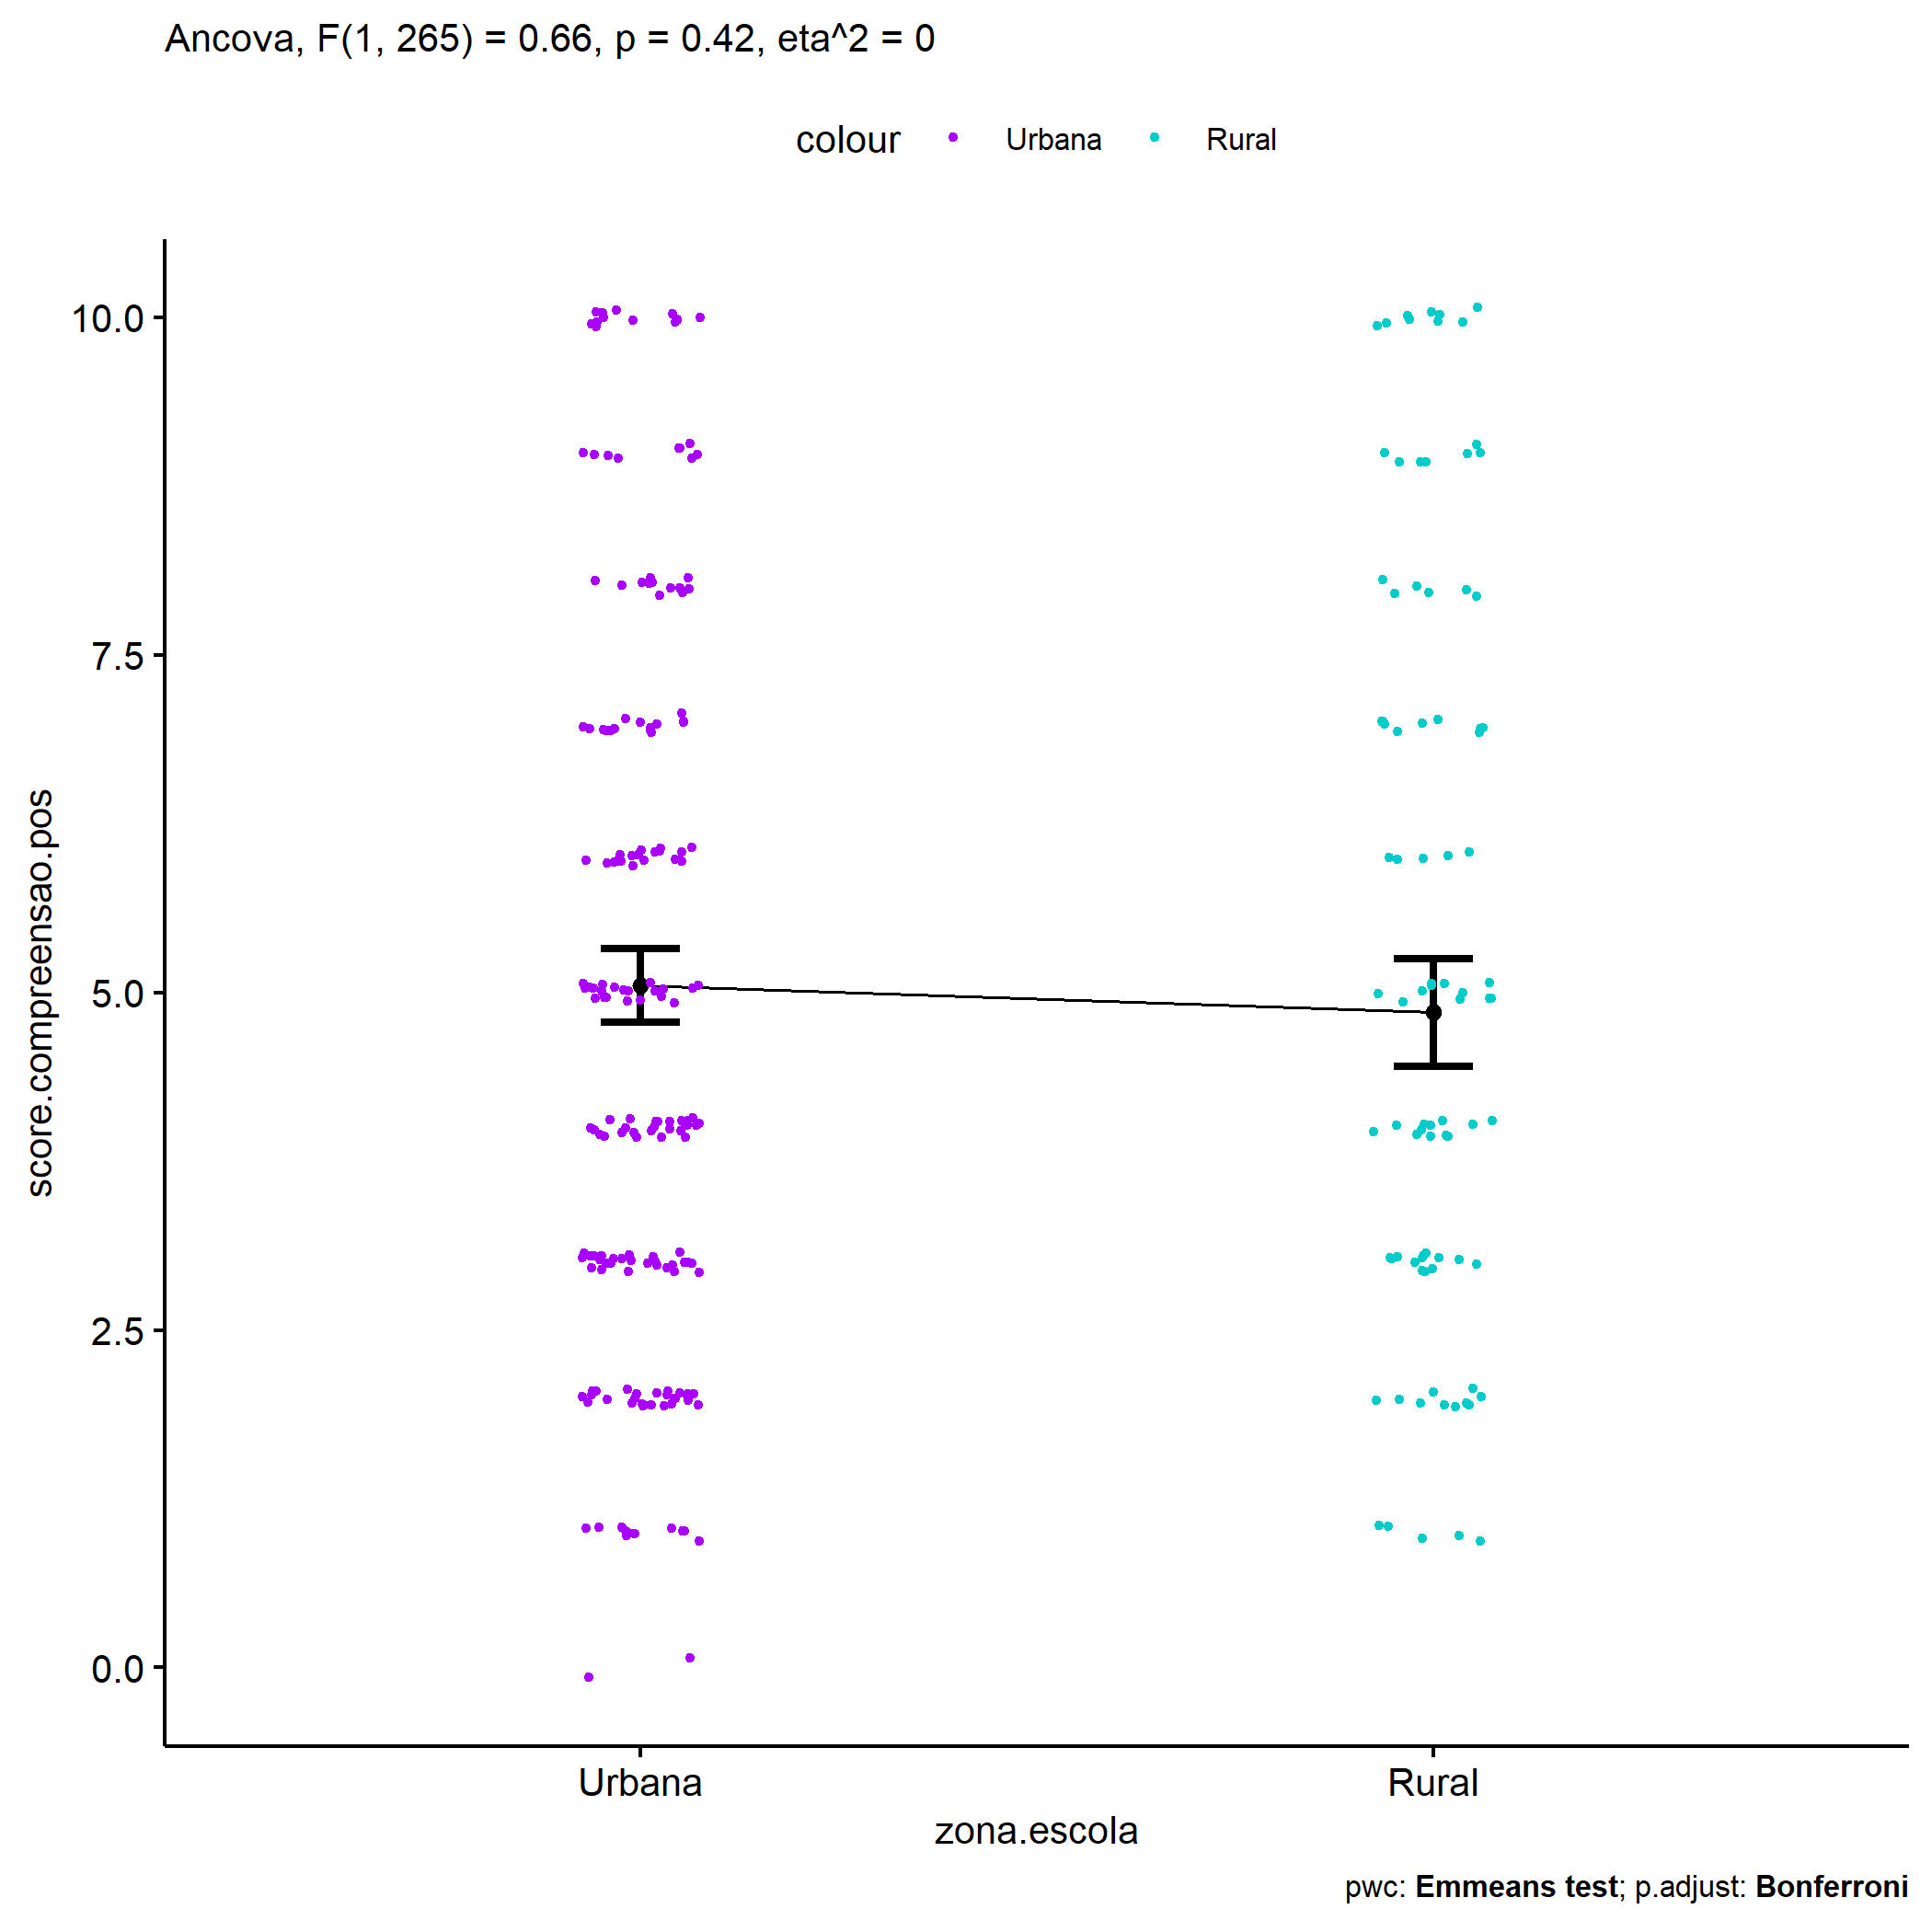 Ancova, F(1, 265) = 0.66, p = 0.42, eta^2 = 0
colour Urbana Rural
10.0
7.5
5.0
2.5
0.0
score.compreensao.pos
Urbana Rural
zona.escola
pwc: Emmeans test; p.adjust: Bonferroni